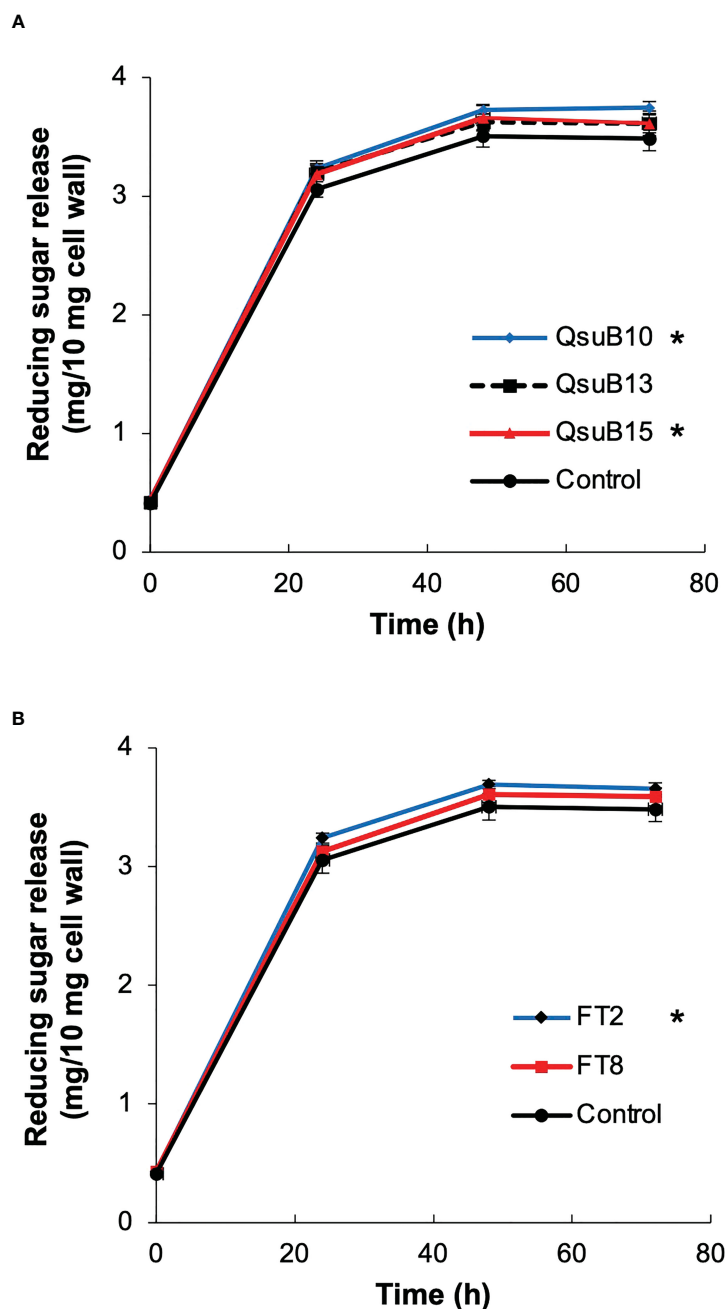 A
Reducing sugar release
(mg/10 mg cell wall)
4
3
2
1
0
QsuB10 *
QsuB13
QsuB15 *
Control
0 20 40 60 80
Time (h)
B
Reducing sugar release
(mg/10 mg cell wall)
4
3
2
1
0
FT2 *
FT8
Control
0 20 40 60 80
Time (h)